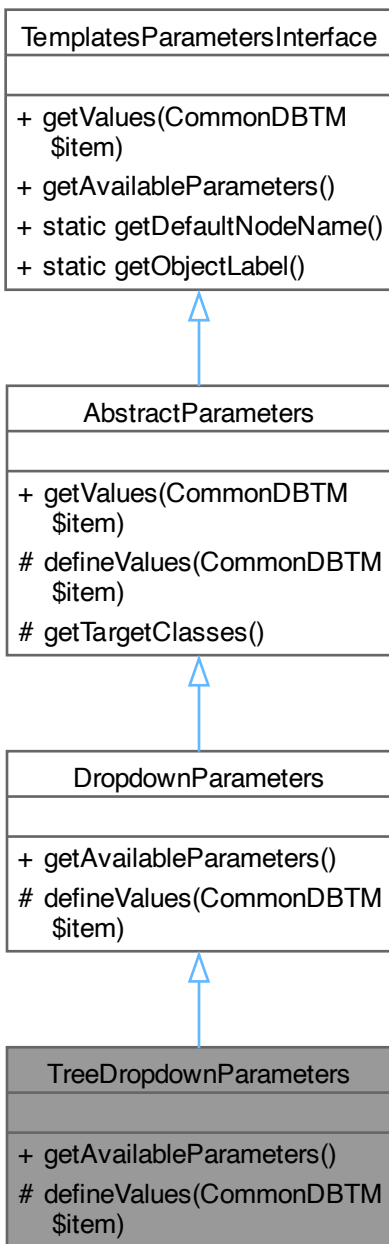 TemplatesParametersInterface
+ getValues(CommonDBTM
$item)
+ getAvailableParameters()
+ static getDefaultNodeName()
+ static getObjectLabel()
AbstractParameters
+ getValues(CommonDBTM
$item)
# defineValues(CommonDBTM
$item)
# getTargetClasses()
DropdownParameters
+ getAvailableParameters()
# defineValues(CommonDBTM
$item)
TreeDropdownParameters
+ getAvailableParameters()
# defineValues(CommonDBTM
$item)